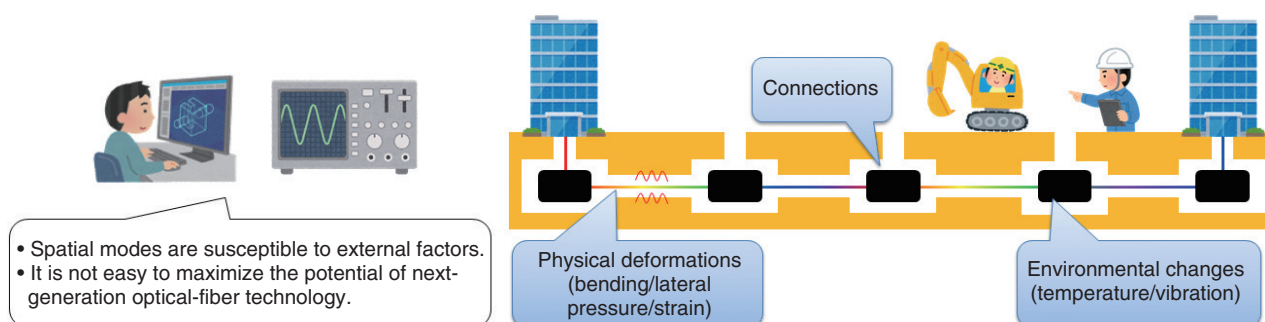 Connections
• Spatial modes are susceptible to external factors.
• It is not easy to maximize the potential of next-
generation optical-fiber technology.
Physical deformations
(bending/lateral
pressure/strain)
Environmental changes
(temperature/vibration)